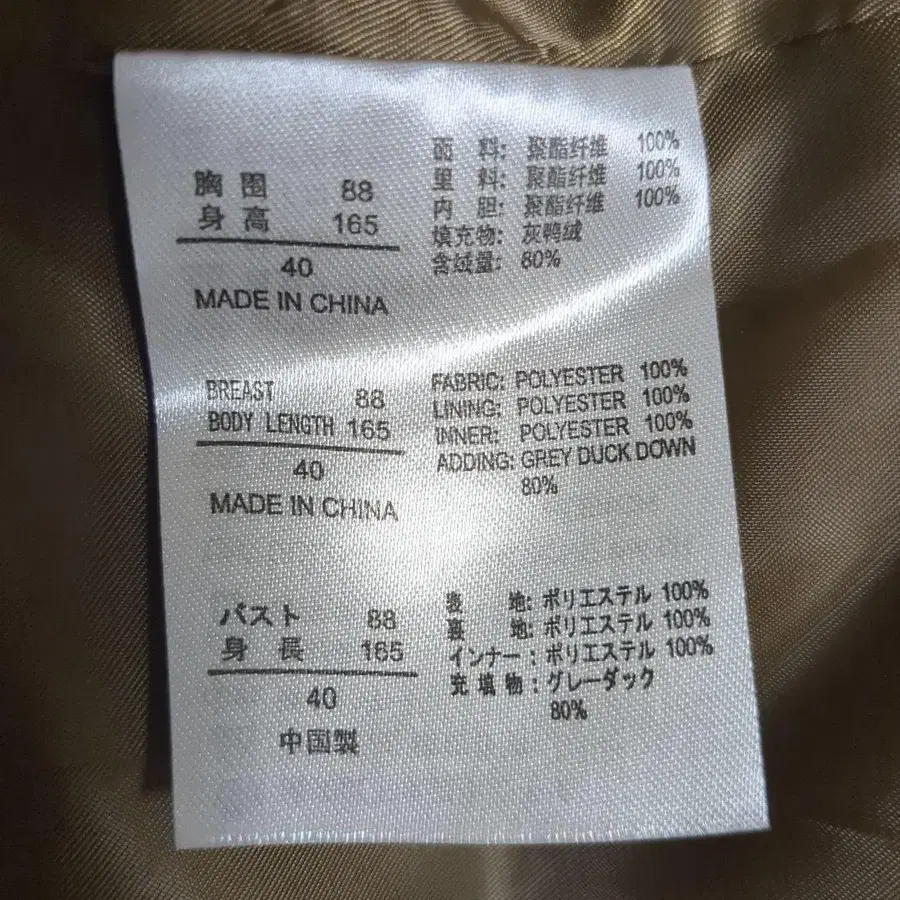 胸 围 88
身 高 165
40
MADE IN CHINA
面 料: 聚酯纤维 100%
里 料: 聚酯纤维 100%
内 胆: 聚酯纤维 100%
填充物: 灰鸭绒
含绒量: 80%
BREAST 88
BODY LENGTH 165
40
MADE IN CHINA
FABRIC: POLYESTER 100%
LINING: POLYESTER 100%
INNER: POLYESTER 100%
ADDING: GREY DUCK DOWN
80%
バスト 88
身 長 165
40
中国製
表 地: ポリエステル 100%
裏 地: ポリエステル 100%
インナー: ポリエステル 100%
充 填 物: グレーダック
80%